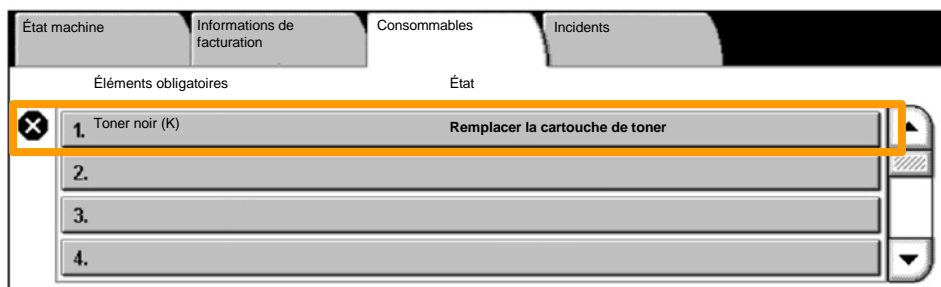 État machine
Informations de
facturation
Consommables
Incidents
Éléments obligatoires
État
1. Toner noir (K)
Remplacer la cartouche de toner
2.
3.
4.